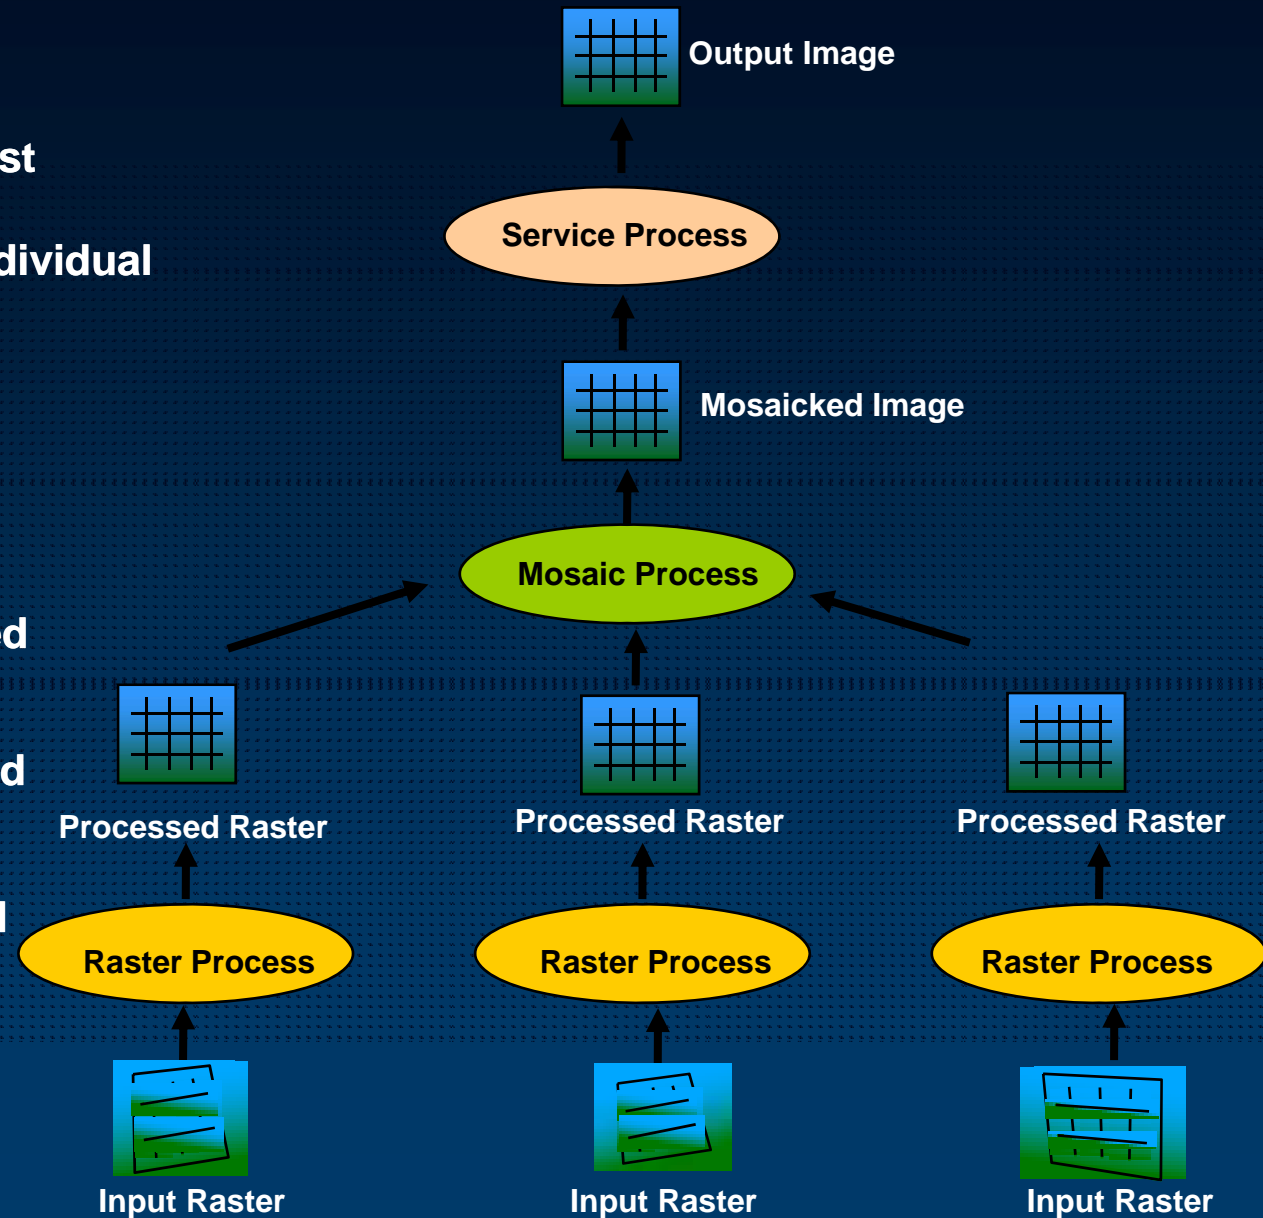 Output Image
st
Service Process
dividual
Mosaicked Image
Mosaic Process
ed
d
Processed Raster
Processed Raster
Processed Raster
Raster Process
Raster Process
Raster Process
Input Raster
Input Raster
Input Raster